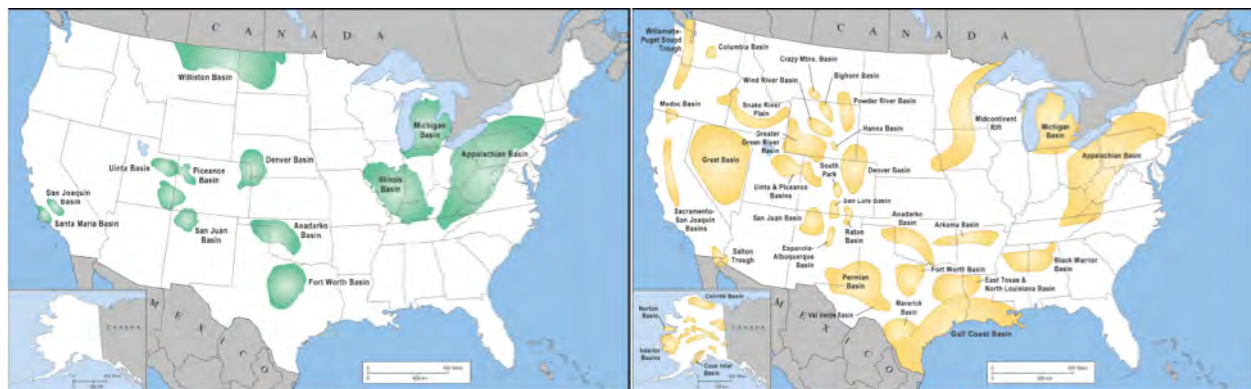 C A N A D A
Williston Basin
Michigan
Basin
Appalachian Basin
Uinta Basin
Piceance
Basin
Denver Basin
Illinois
Basin
San Joaquin
Basin
Santa Maria Basin
San Juan
Basin
Anadarko
Basin
Fort Worth Basin
M E X I C O
CANADA
C A N A D A
Willamette-
Puget Sound
Trough
Columbia Basin
Crazy Mtns. Basin
Wind River Basin
Bighorn Basin
Modoc Basin
Snake River
Plain
Powder River Basin
Midcontinent
Rift
Michigan
Basin
Hanna Basin
Greater
Green River
Basin
Great Basin
Appalachian Basin
South
Park
Denver Basin
Uinta & Piceance
Basins
San Luis Basin
Sacramento-
San Joaquin
Basins
San Juan Basin
Raton
Basin
Anadarko
Basin
Arkoma Basin
Espanola-
Albuquerque
Basin
Salton
Trough
Black Warrior
Basin
Permian
Basin
Fort Worth Basin
East Texas &
North Louisiana Basin
Maverick
Basin
Val Verde Basin
Gulf Coast Basin
M E X I C O
Colville Basin
Norton
Basin
CANADA
Interior
Basins
Cook Inlet
Basin